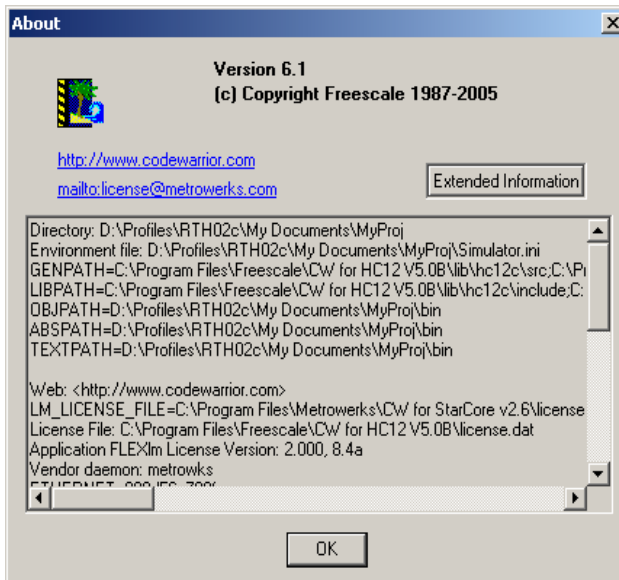 About
Version 6.1
(c) Copyright Freescale 1987-2005
http://www.codewarrior.com
mailto:license@metrowerks.com
Extended Information
Directory: D:\Profiles\RTH02c\My Documents\MyProj
Environment file: D:\Profiles\RTH02c\My Documents\MyProj\Simulator.ini
GENPATH=C:\Program Files\Freescale\CW for HC12 V5.0B\lib\hc12c\src;C:\Pr
LIBPATH=C:\Program Files\Freescale\CW for HC12 V5.0B\lib\hc12c\include;C:
OBJPATH=D:\Profiles\RTH02c\My Documents\MyProj\bin
ABSPATH=D:\Profiles\RTH02c\My Documents\MyProj\bin
TEXTPATH=D:\Profiles\RTH02c\My Documents\MyProj\bin
Web: <http://www.codewarrior.com>
LM_LICENSE_FILE=C:\Program Files\Metrowerks\CW for StarCore v2.6\license
License File: C:\Program Files\Freescale\CW for HC12 V5.0B\license.dat
Application FLEXlm License Version: 2.000, 8.4a
Vendor daemon: metrowks
OK